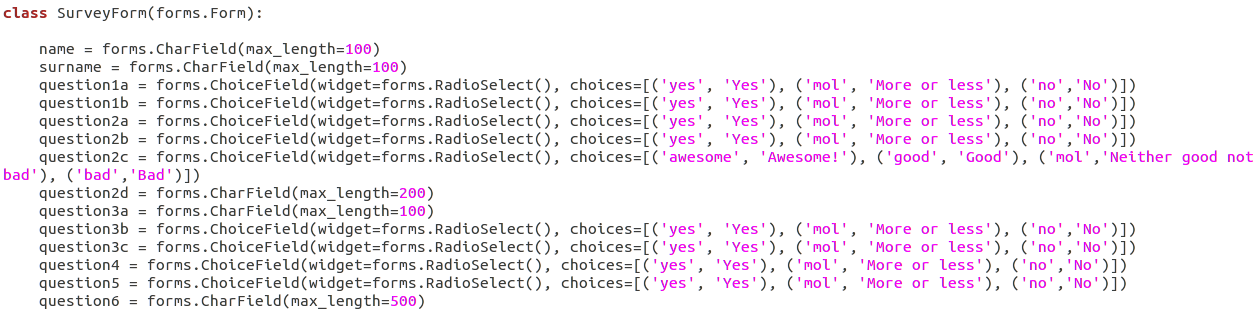 class SurveyForm(forms.Form):

    name = forms.CharField(max_length=100)
    surname = forms.CharField(max_length=100)
    question1a = forms.ChoiceField(widget=forms.RadioSelect(), choices=[('yes', 'Yes'), ('mol', 'More or less'), ('no','No')])
    question1b = forms.ChoiceField(widget=forms.RadioSelect(), choices=[('yes', 'Yes'), ('mol', 'More or less'), ('no','No')])
    question2a = forms.ChoiceField(widget=forms.RadioSelect(), choices=[('yes', 'Yes'), ('mol', 'More or less'), ('no','No')])
    question2b = forms.ChoiceField(widget=forms.RadioSelect(), choices=[('yes', 'Yes'), ('mol', 'More or less'), ('no','No')])
    question2c = forms.ChoiceField(widget=forms.RadioSelect(), choices=[('awesome', 'Awesome!'), ('good', 'Good'), ('mol','Neither good not
bad'), ('bad','Bad')])
    question2d = forms.CharField(max_length=200)
    question3a = forms.CharField(max_length=100)
    question3b = forms.ChoiceField(widget=forms.RadioSelect(), choices=[('yes', 'Yes'), ('mol', 'More or less'), ('no','No')])
    question3c = forms.ChoiceField(widget=forms.RadioSelect(), choices=[('yes', 'Yes'), ('mol', 'More or less'), ('no','No')])
    question4 = forms.ChoiceField(widget=forms.RadioSelect(), choices=[('yes', 'Yes'), ('mol', 'More or less'), ('no','No')])
    question5 = forms.ChoiceField(widget=forms.RadioSelect(), choices=[('yes', 'Yes'), ('mol', 'More or less'), ('no','No')])
    question6 = forms.CharField(max_length=500)